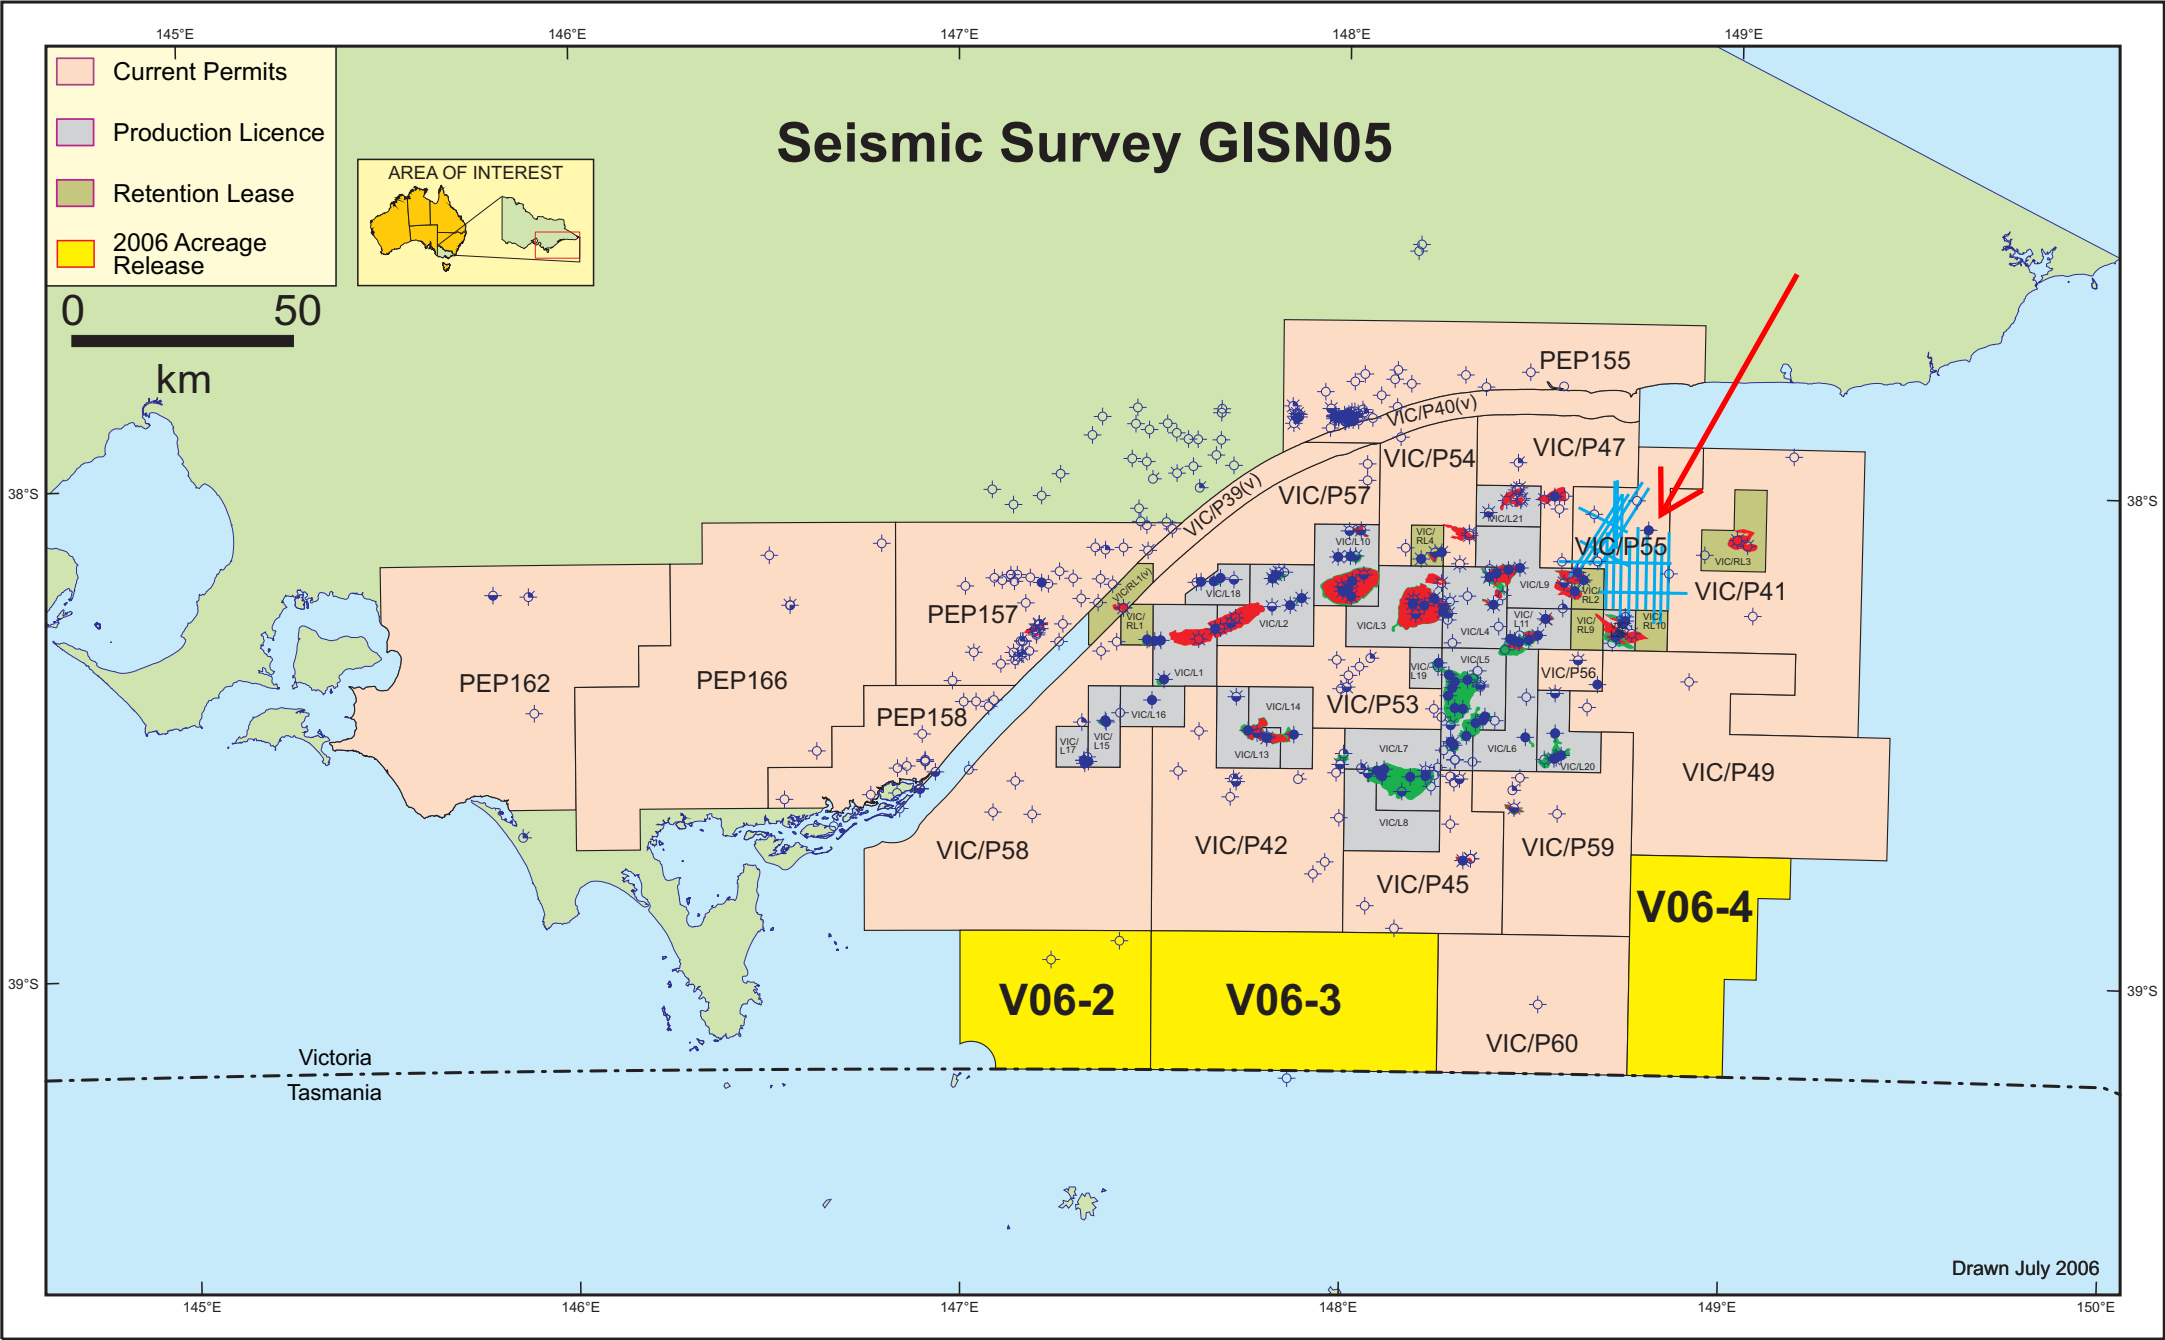 145°E
146°E
147°E
148°E
149°E
Current Permits
Production Licence
Retention Lease
2006 Acreage
Release
AREA OF INTEREST
Seismic Survey GISN05
0
50
km
PEP155
VIC/P40(v)
VIC/P47
VIC/P54
VIC/P57
VIC/P39(v)
38°S
38°S
VIC/L21
VIC/L10
VIC/
RL4
VIC/P55
VIC/RL3
VIC/P41
VIC/RL1(v)
VIC/L18
VIC/L9
VIC/
RL2
PEP157
VIC/
RL1
VIC/L2
VIC/L3
VIC/L4
VIC/
L11
VIC/
RL9
VIC/
RL10
PEP162
PEP166
VIC/L1
VIC/
L19
VIC/L5
VIC/P56
PEP158
VIC/L16
VIC/L14
VIC/P53
VIC/
L17
VIC/
L15
VIC/L13
VIC/L7
VIC/L6
VIC/L20
VIC/P49
VIC/L8
VIC/P58
VIC/P42
VIC/P59
VIC/P45
V06-4
39°S
39°S
V06-2
V06-3
VIC/P60
Victoria
Tasmania
Drawn July 2006
145°E
146°E
147°E
148°E
149°E
150°E